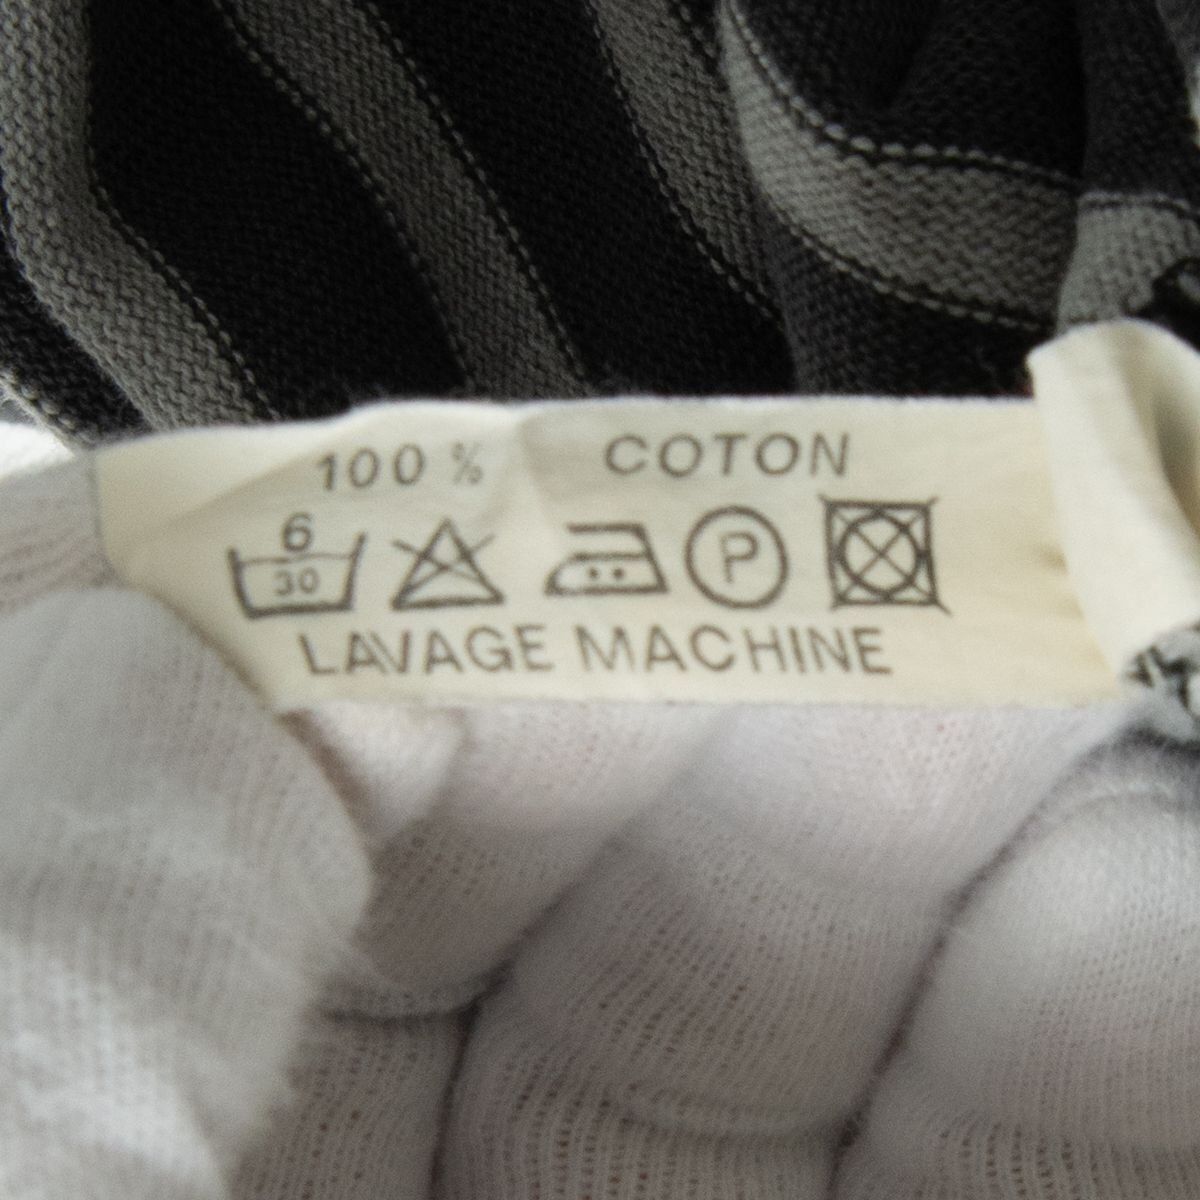 100 % COTON
6
30 P
LAVAGE MACHINE